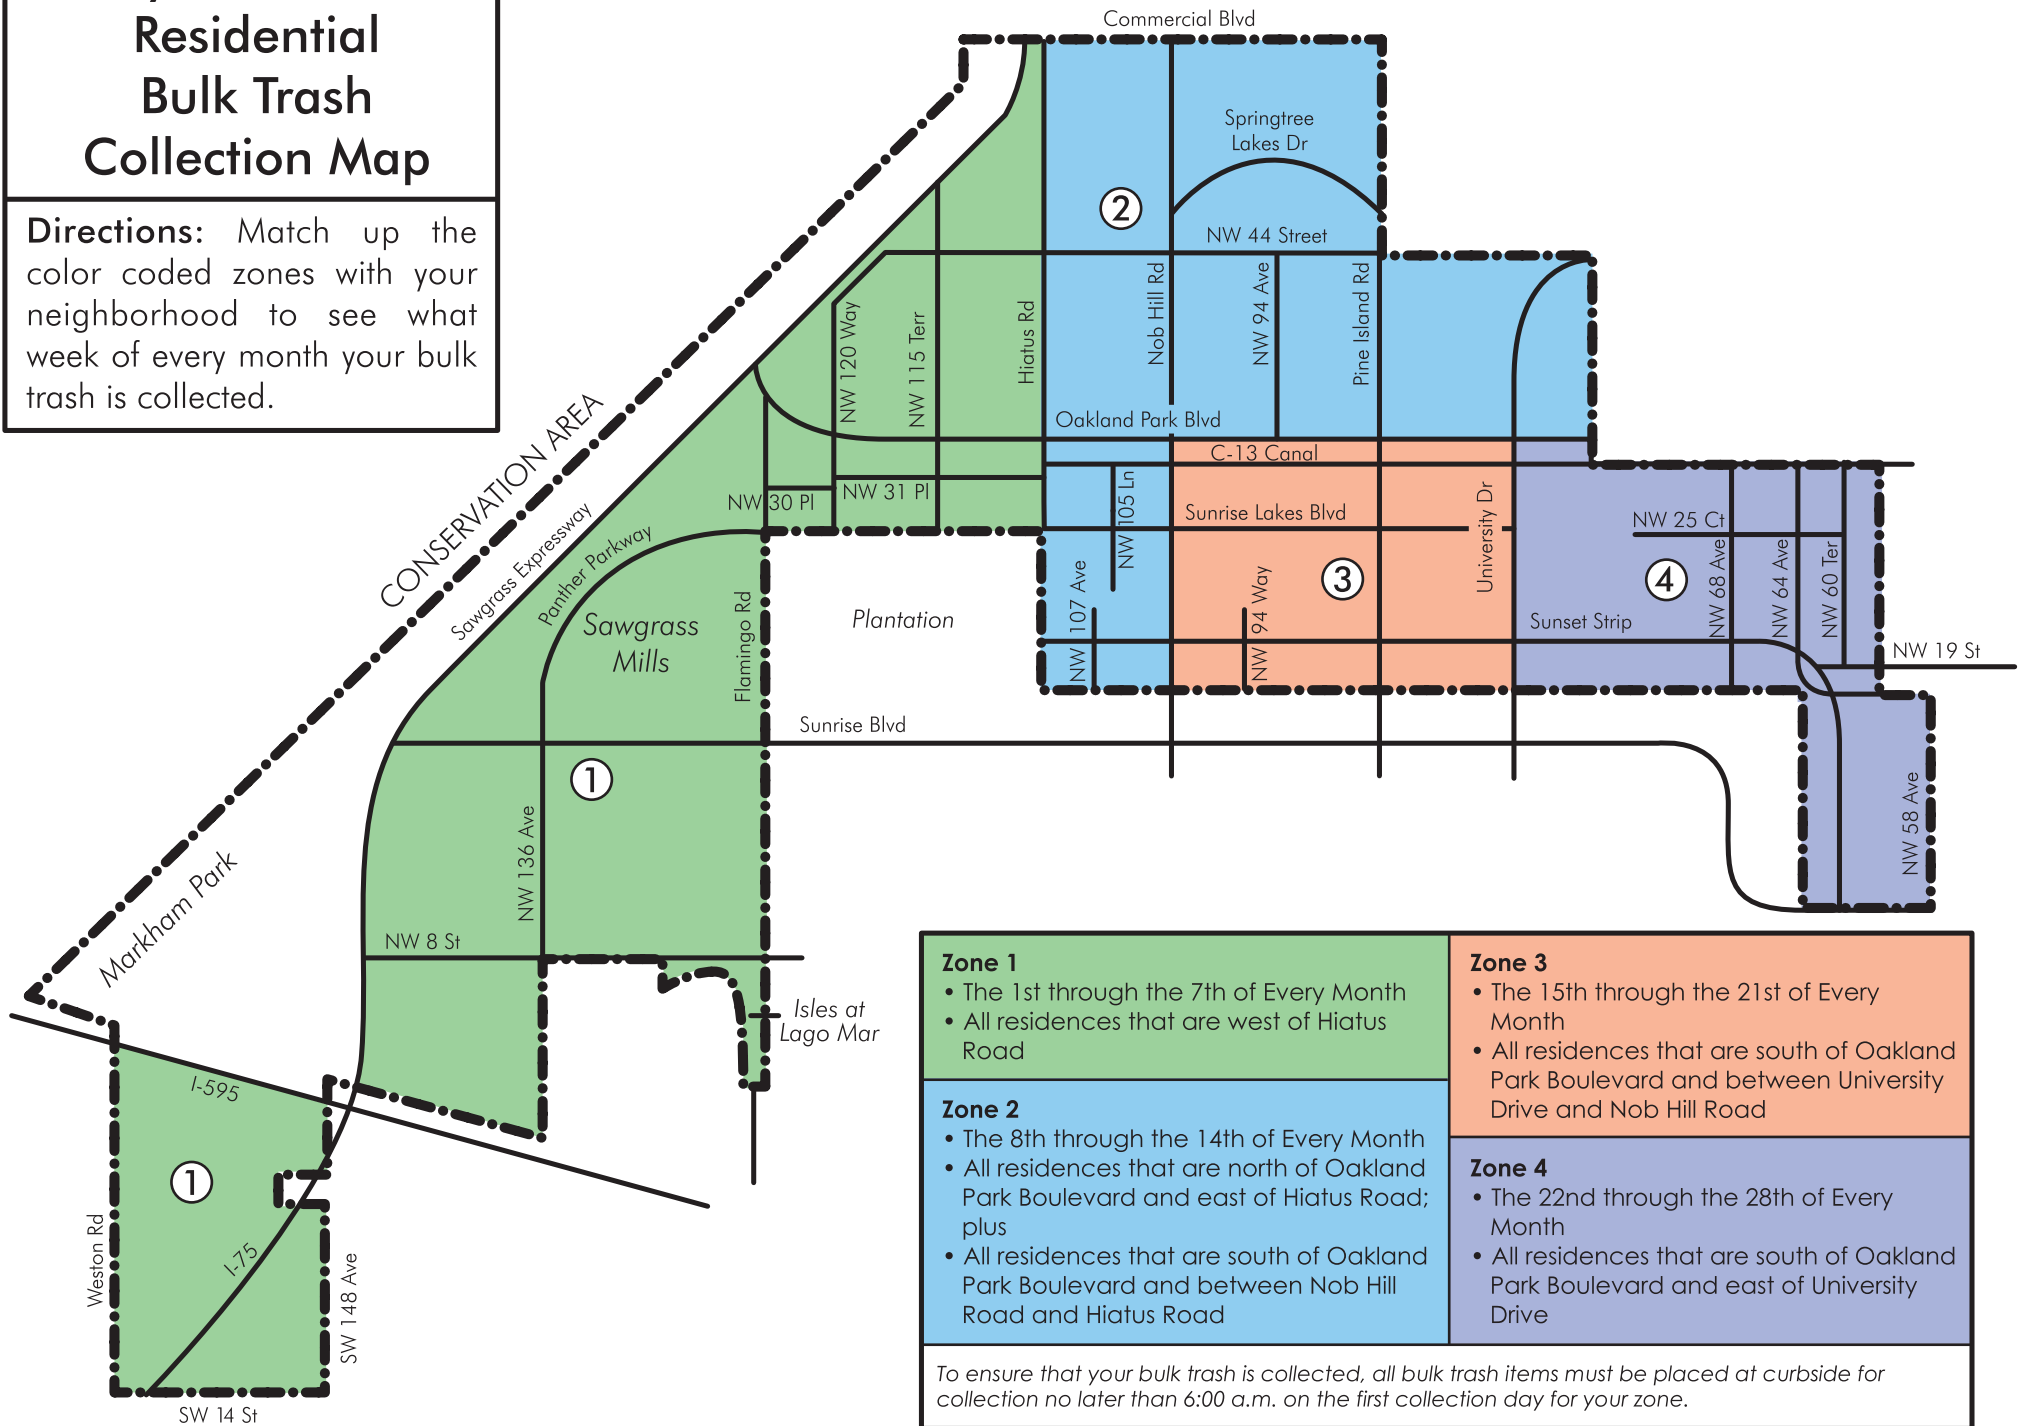 Residential
Bulk Trash
Collection Map
Directions: Match up the
color coded zones with your
neighborhood to see what
week of every month your bulk
trash is collected.
Commercial Blvd
Springtree
Lakes Dr
2
NW 44 Street
Hiatus Rd
Nob Hill Rd
NW 94 Ave
Pine Island Rd
NW 120 Way
NW 115 Terr
Oakland Park Blvd
C-13 Canal
CONSERVATION AREA
Sawgrass Expressway
Panther Parkway
NW 30 Pl
NW 31 Pl
NW 105 Ln
Sunrise Lakes Blvd
University Dr
NW 25 Ct
3
4
NW 68 Ave
NW 64 Ave
NW 60 Ter
Sawgrass
Mills
Flamingo Rd
Plantation
NW 107 Ave
NW 94 Way
Sunset Strip
NW 19 St
Sunrise Blvd
1
NW 136 Ave
NW 58 Ave
Markham Park
NW 8 St
Isles at
Lago Mar
I-595
1
Weston Rd
I-75
SW 148 Ave
SW 14 St
Zone 1
• The 1st through the 7th of Every Month
• All residences that are west of Hiatus
Road
Zone 2
• The 8th through the 14th of Every Month
• All residences that are north of Oakland
Park Boulevard and east of Hiatus Road;
plus
• All residences that are south of Oakland
Park Boulevard and between Nob Hill
Road and Hiatus Road
Zone 3
• The 15th through the 21st of Every
Month
• All residences that are south of Oakland
Park Boulevard and between University
Drive and Nob Hill Road
Zone 4
• The 22nd through the 28th of Every
Month
• All residences that are south of Oakland
Park Boulevard and east of University
Drive
To ensure that your bulk trash is collected, all bulk trash items must be placed at curbside for
collection no later than 6:00 a.m. on the first collection day for your zone.